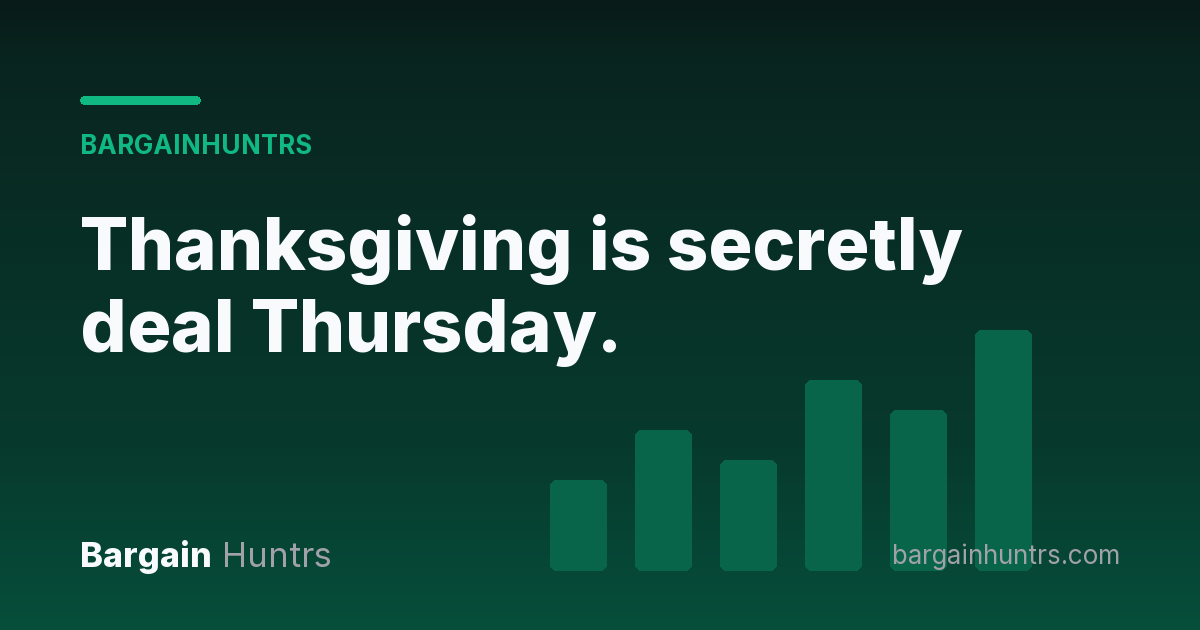 BARGAINHUNTRS
Thanksgiving is secretly
deal Thursday.
Bargain Huntrs
bargainhuntrs.com